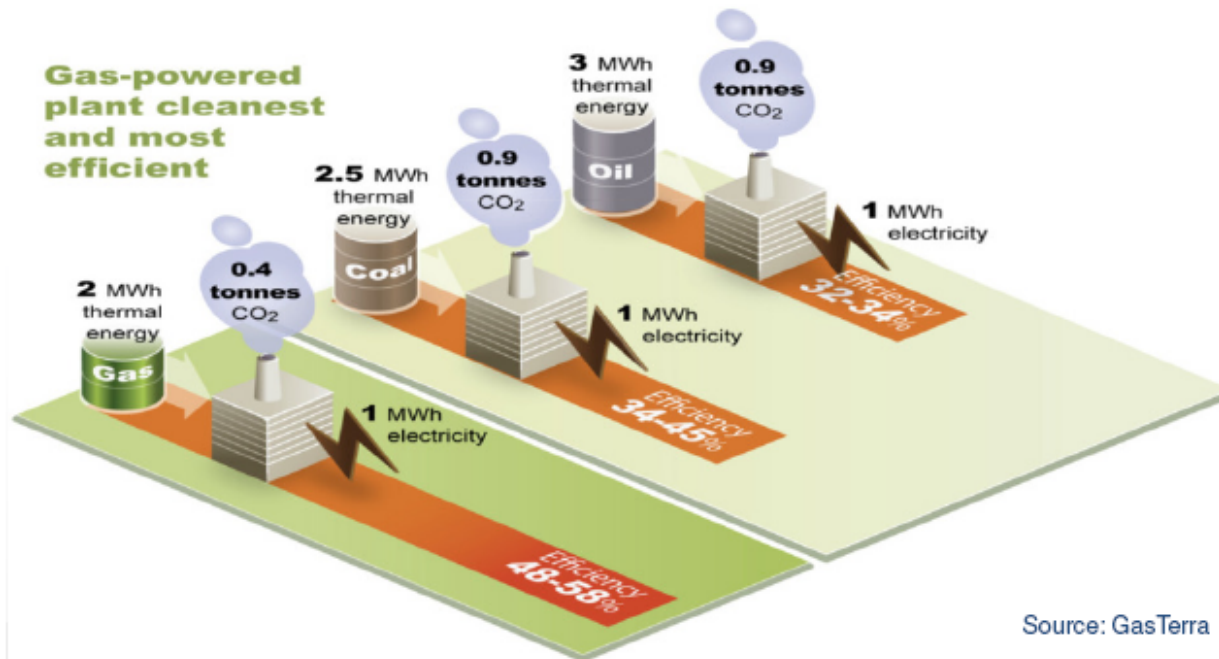 Gas-powered
plant cleanest
and most
efficient
2 MWh
thermal
energy
Gas
0.4
tonnes
CO₂
1 MWh
electricity
Efficiency
48-58%
2.5 MWh
thermal
energy
Coal
0.9
tonnes
CO₂
1 MWh
electricity
Efficiency
34-45%
3 MWh
thermal
energy
Oil
0.9
tonnes
CO₂
1 MWh
electricity
Efficiency
32-34%
Source: GasTerra